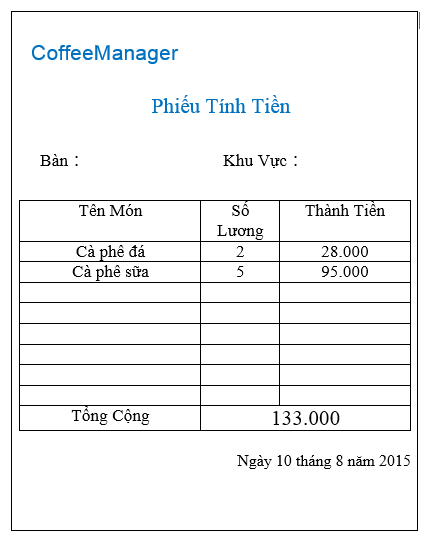 CoffeeManager
Phiếu Tính Tiền
Bàn : Khu Vực :
Tên Món Số Lương Thành Tiền
Cà phê đá 2 28.000
Cà phê sữa 5 95.000
Tổng Cộng 133.000
Ngày 10 tháng 8 năm 2015